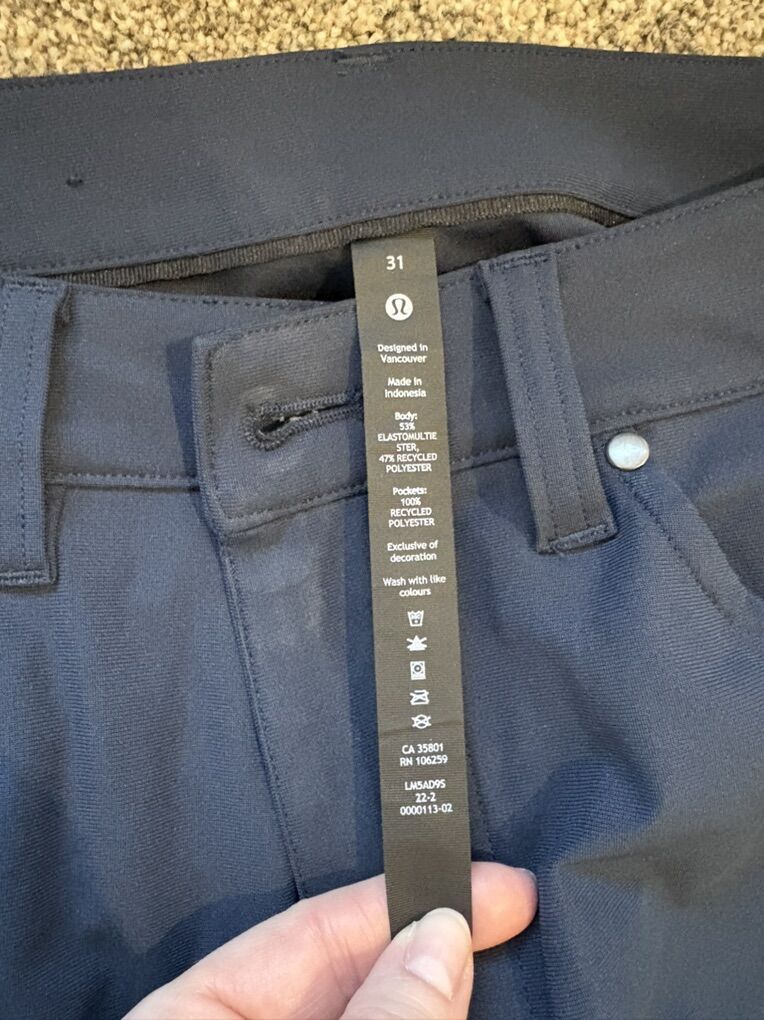 31
Designed in
Vancouver
Made in
Indonesia
Body:
53%
ELASTOMULTIE
STER,
47% RECYCLED
POLYESTER
Pockets:
100%
RECYCLED
POLYESTER
Exclusive of
decoration
Wash with like
colours
CA 35801
RN 106259
LM5AD9S
22-2
0000113-02